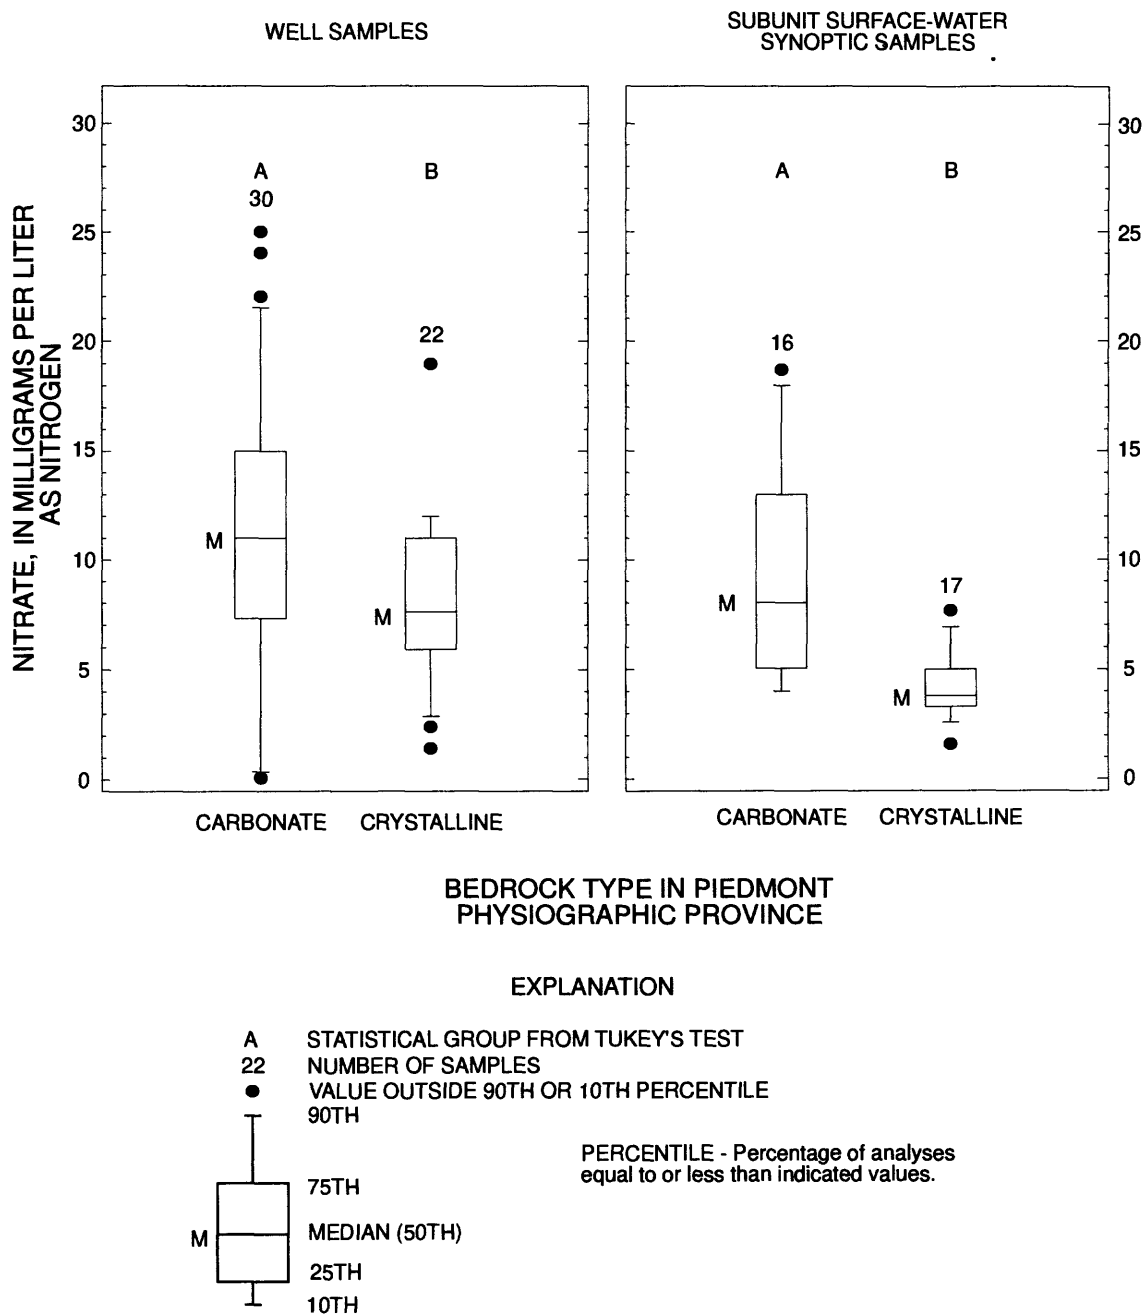 WELL SAMPLES
SUBUNIT SURFACE-WATER
SYNOPTIC SAMPLES
NITRATE, IN MILLIGRAMS PER LITER
AS NITROGEN
30
25
20
15
10
5
0
A
30
B
22
M
M
A
16
B
17
M
M
30
25
20
15
10
5
0
CARBONATE CRYSTALLINE
CARBONATE CRYSTALLINE
BEDROCK TYPE IN PIEDMONT
PHYSIOGRAPHIC PROVINCE
EXPLANATION
A STATISTICAL GROUP FROM TUKEY'S TEST
22 NUMBER OF SAMPLES
● VALUE OUTSIDE 90TH OR 10TH PERCENTILE
90TH
75TH
M MEDIAN (50TH)
25TH
10TH
PERCENTILE - Percentage of analyses
equal to or less than indicated values.